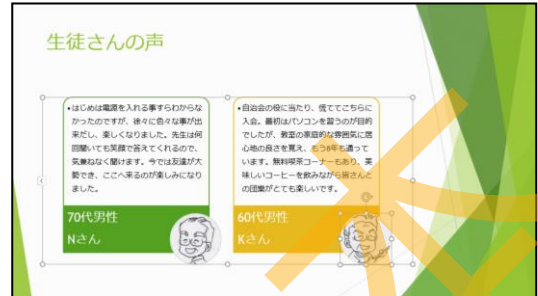 生徒さんの声
・はじめは電源を入れる事すらわからな
かったのですが、徐々に色々な事が出
来だし、楽しくなりました。先生は何
回聞いても笑顔で答えてくれるので、
気兼ねなく聞けます。今では友達が大
勢でき、ここへ来るのが楽しみになり
ました。
70代男性
Nさん
・自治会の役に当たり、慌ててこちらに
入会。最初はパソコンを習うのが目的
でしたが、教室の家庭的な雰囲気に居
心地の良さを覚え、もう8年も通って
います。無料喫茶コーナーもあり、美
味しいコーヒーを飲みながら皆さんと
の団欒がとても楽しいです。
60代男性
Kさん